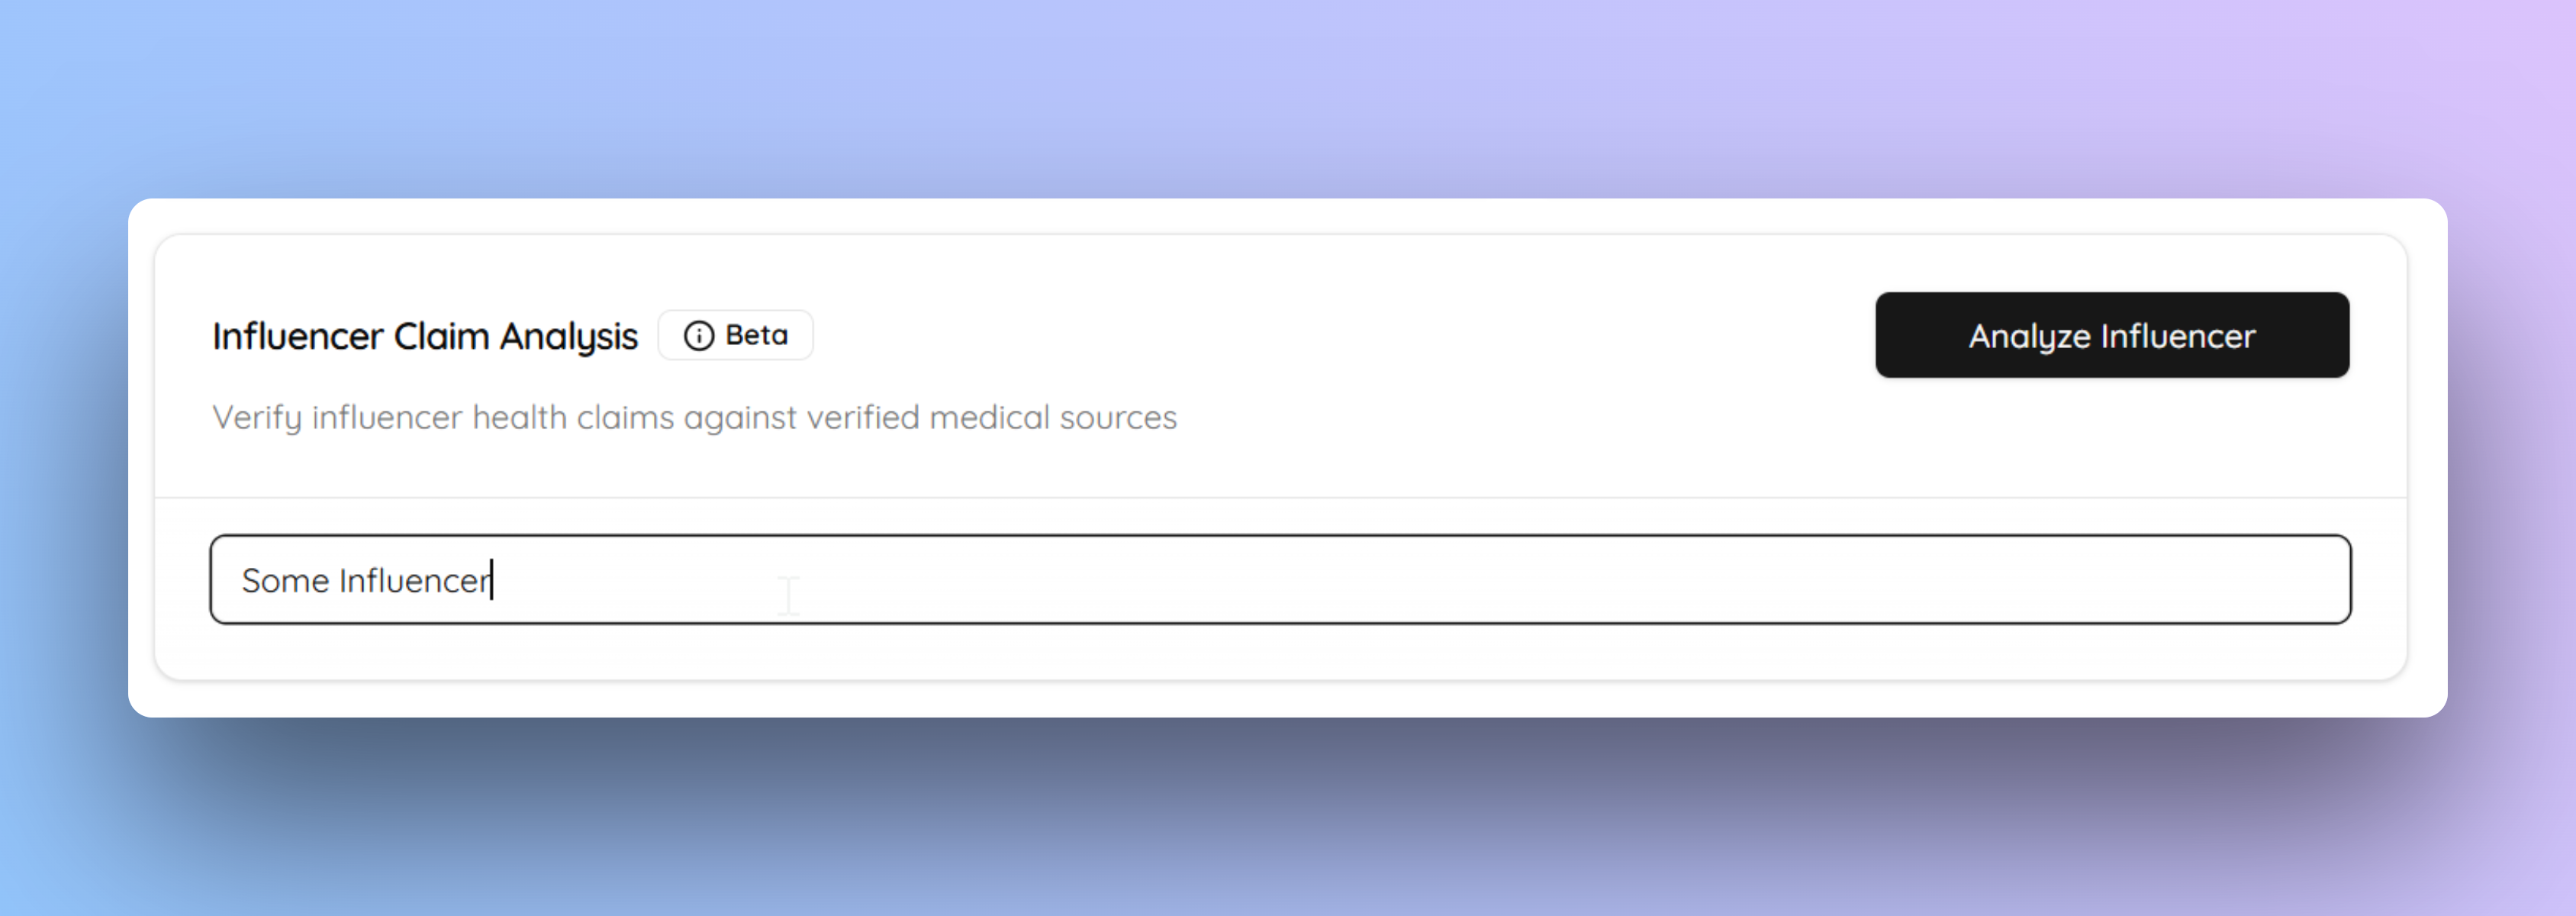 Influencer Claim Analysis
Beta
Analyze Influencer
Verify influencer health claims against verified medical sources
Some Influencer